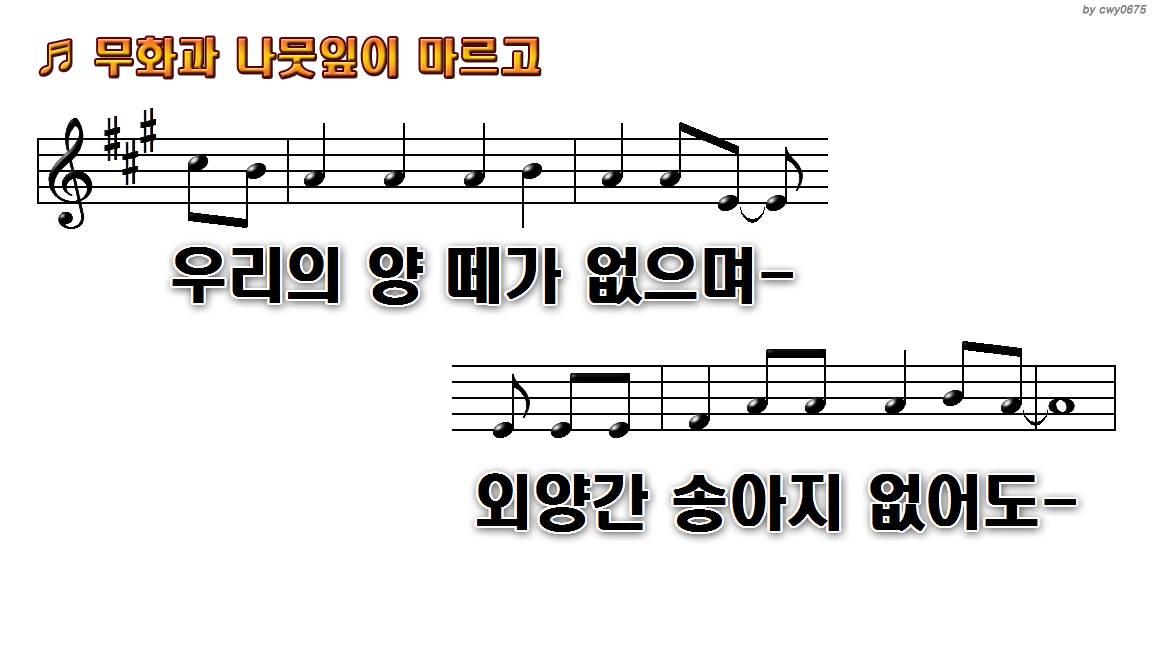 by cwy0675
♬ 무화과 나뭇잎이 마르고
우리의 양 떼가 없으며-
외양간 송아지 없어도-